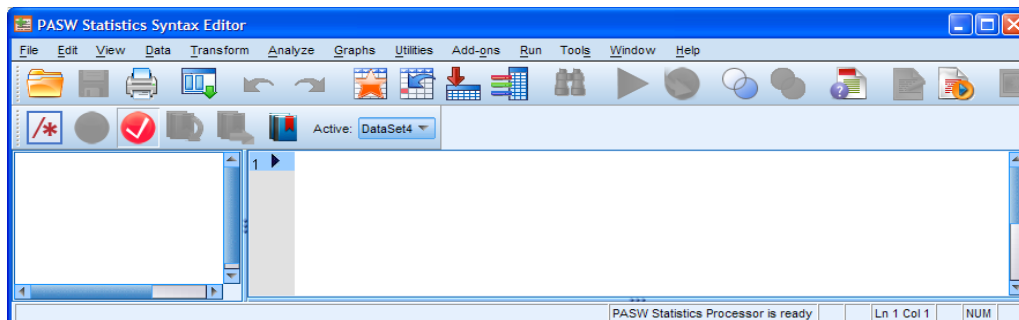 PASW Statistics Syntax Editor
File Edit View Data Transform Analyze Graphs Utilities Add-ons Run Tools Window Help
/* Active: DataSet4
1
PASW Statistics Processor is ready Ln 1 Col 1 NUM